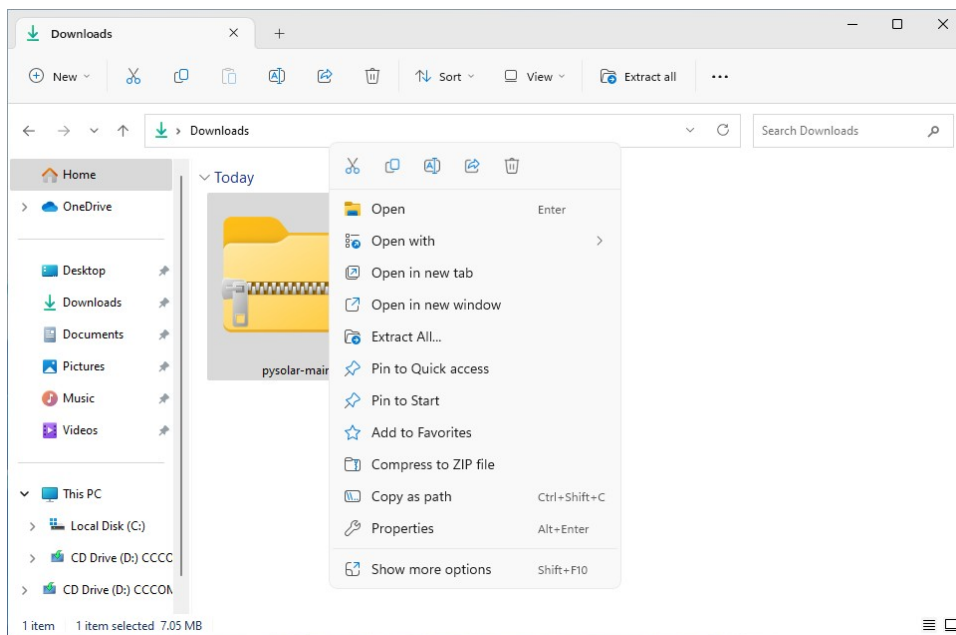 Downloads
New
Sort
View
Extract all
Downloads
Search Downloads
Home
OneDrive
Desktop
Downloads
Documents
Pictures
Music
Videos
This PC
Local Disk (C:)
CD Drive (D:) CCCO
CD Drive (D:) CCCOM
Today
pysolar-main
Open Enter
Open with
Open in new tab
Open in new window
Extract All...
Pin to Quick access
Pin to Start
Add to Favorites
Compress to ZIP file
Copy as path Ctrl+Shift+C
Properties Alt+Enter
Show more options Shift+F10
1 item 1 item selected 7.05 MB